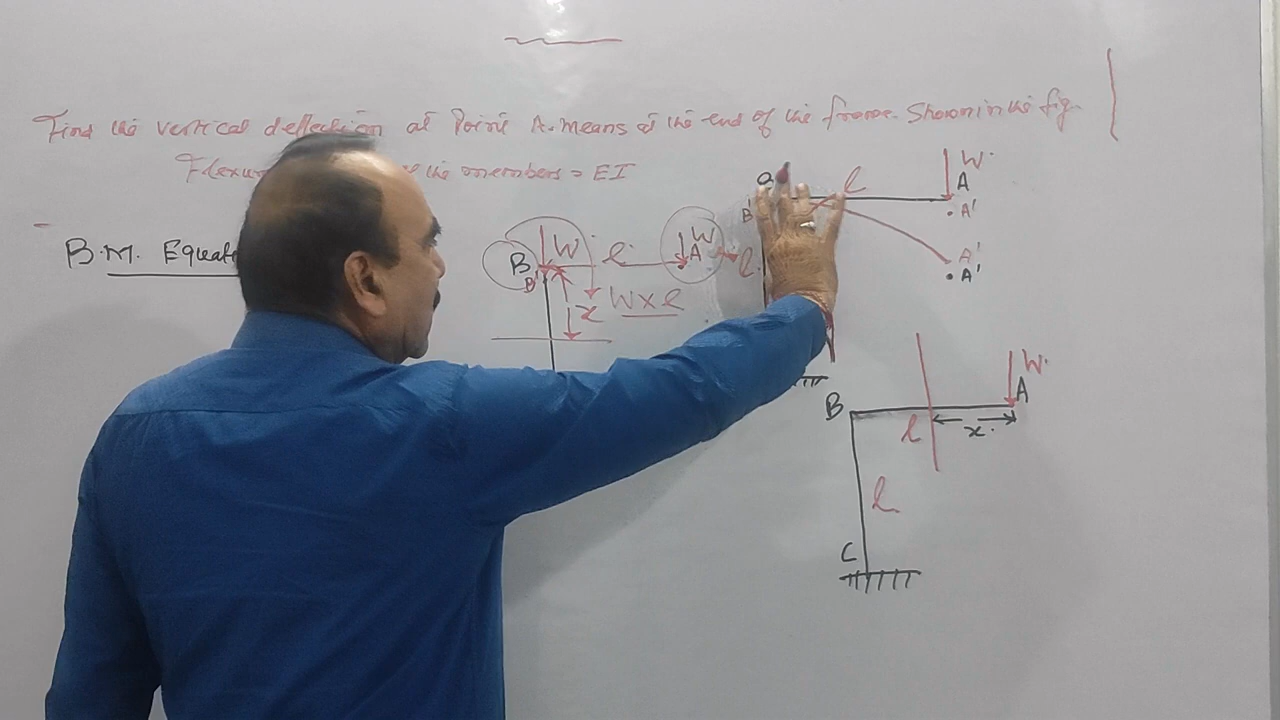 Find the vertical deflection at Point A. Means at the end of the frame. Shown in the fig.
Flexu the members = EI
B.M. Equat
B W l W A
B' W x l
x
a l W
A
B' A'
l A'
A'
B W
A
l x
l
C